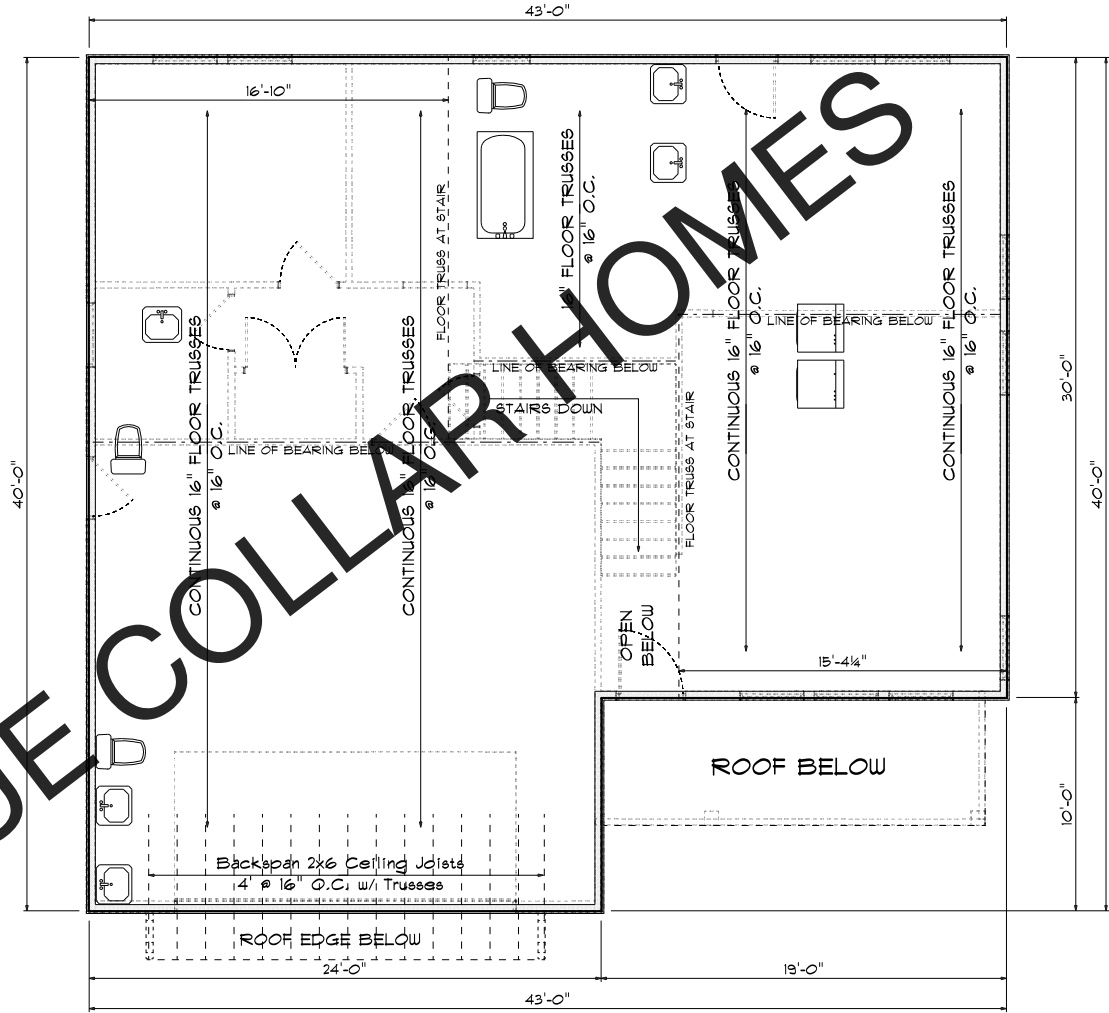 43'-0"
16'-10"
16" FLOOR TRUSSES
@ 16" O.C.
FLOOR TRUSS AT STAIR
CONTINUOUS 16" FLOOR TRUSSES
@ 16" O.C.
CONTINUOUS 16" FLOOR TRUSSES
@ 16" O.C.
LINE OF BEARING BELOW
CONTINUOUS 16" FLOOR TRUSSES
@ 16" O.C.
CONTINUOUS 16" FLOOR TRUSSES
@ 16" O.C.
LINE OF BEARING BELOW
STAIRS DOWN
LINE OF BEARING BELOW
FLOOR TRUSS AT STAIR
30'-0"
40'-0"
40'-0"
OPEN
BELOW
15'-4¼"
ROOF BELOW
10'-0"
Backspan 2x6 Ceiling Joists
4' @ 16" O.C. w/ Trusses
ROOF EDGE BELOW
24'-0"
19'-0"
43'-0"
UE COLLAR HOMES